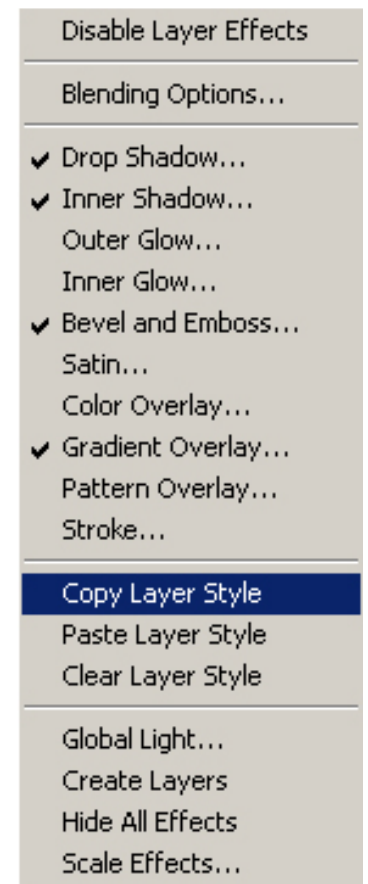 Disable Layer Effects
Blending Options...
Drop Shadow...
Inner Shadow...
Outer Glow...
Inner Glow...
Bevel and Emboss...
Satin...
Color Overlay...
Gradient Overlay...
Pattern Overlay...
Stroke...
Copy Layer Style
Paste Layer Style
Clear Layer Style
Global Light...
Create Layers
Hide All Effects
Scale Effects...